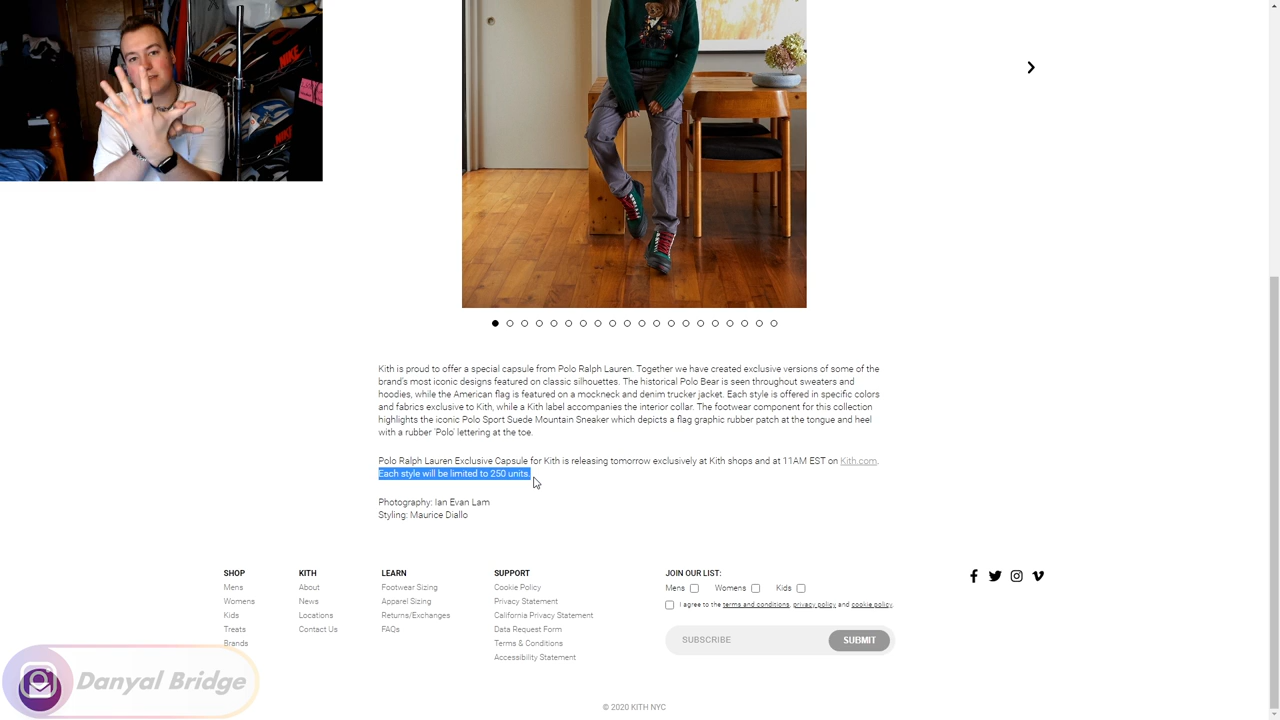 NIKE
NIKE
Kith is proud to offer a special capsule from Polo Ralph Lauren. Together we have created exclusive versions of some of the
brand's most iconic designs featured on classic silhouettes. The historical Polo Bear is seen throughout sweaters and
hoodies, while the American flag is featured on a mockneck and denim trucker jacket. Each style is offered in specific colors
and fabrics exclusive to Kith, while a Kith label accompanies the interior collar. The footwear component for this collection
highlights the iconic Polo Sport Suede Mountain Sneaker which depicts a flag graphic rubber patch at the tongue and heel
with a rubber 'Polo' lettering at the toe.
Polo Ralph Lauren Exclusive Capsule for Kith is releasing tomorrow exclusively at Kith shops and at 11AM EST on Kith.com.
Each style will be limited to 250 units.
Photography: Ian Evan Lam
Styling: Maurice Diallo
SHOP
Mens
Womens
Kids
Treats
Brands
KITH
About
News
Locations
Contact Us
LEARN
Footwear Sizing
Apparel Sizing
Returns/Exchanges
FAQs
SUPPORT
Cookie Policy
Privacy Statement
California Privacy Statement
Data Request Form
Terms & Conditions
Accessibility Statement
JOIN OUR LIST:
Mens Womens Kids
I agree to the terms and conditions, privacy policy and cookie policy.
SUBSCRIBE SUBMIT
Danyal Bridge
© 2020 KITH NYC